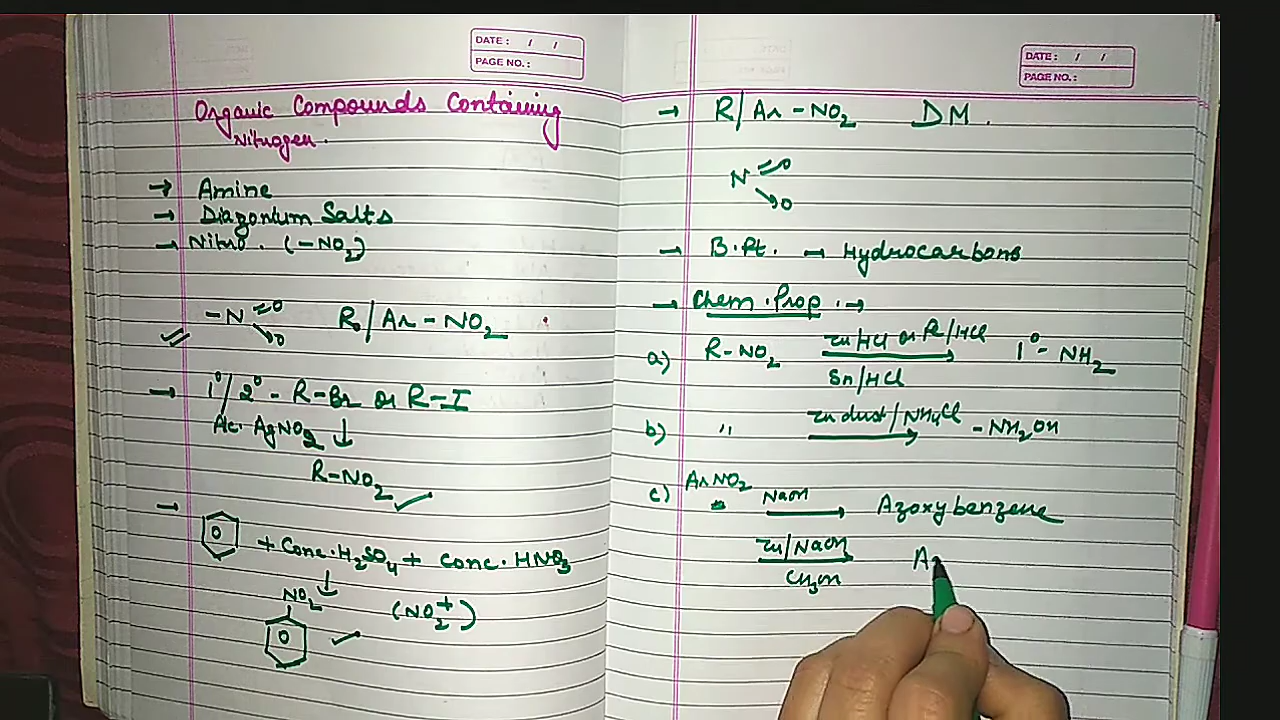 DATE: / /
PAGE NO.:
Organic Compounds Containing
Nitrogen.
→ Amine
→ Diazonium Salts
→ Nitro. (-NO2)
-N =O →O R/Ar-NO2
→ 1°/2° - R-Br or R-I
Ac. AgNO2 ↓
R-NO2
→ + Conc. H2SO4 + Conc. HNO3
↓
NO2 (NO2+)
DATE: / /
PAGE NO.:
→ R/Ar-NO2 DM.
N =O →O
→ B.Pt. → Hydrocarbons
→ Chem. Prop. →
a) R-NO2 Zn/HCl or Fe/HCl 1°-NH2
Sn/HCl
b) " Zn dust/NH4Cl -NH2OH
c) ArNO2 NaOH → Azoxybenzene
Zn/NaOH A
CH3OH